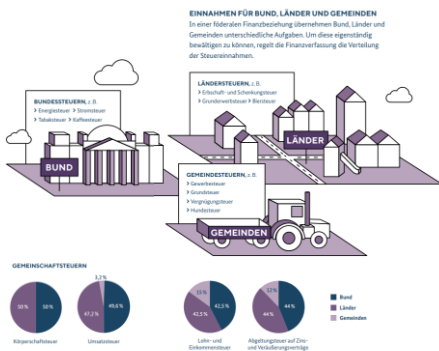 EINNAHMEN FÜR BUND, LÄNDER UND GEMEINDEN
In einer föderalen Finanzbeziehung übernehmen Bund, Länder und
Gemeinden unterschiedliche Aufgaben. Um diese eigenständig
bewältigen zu können, regelt die Finanzverfassung die Verteilung
der Steuereinnahmen.
BUNDESSTEUERN, z. B.
> Energiesteuer > Stromsteuer
> Tabaksteuer > Kaffeesteuer
BUND
LÄNDERSTEUERN, z. B.
> Erbschaft- und Schenkungsteuer
> Grunderwerbsteuer > Biersteuer
LÄNDER
GEMEINDESTEUERN, z. B.
> Gewerbesteuer
> Grundsteuer
> Vergnügungsteuer
> Hundesteuer
GEMEINDEN
GEMEINSCHAFTSTEUERN
50 %
50 %
Körperschaftsteuer
3,2 %
47,2 %
49,6 %
Umsatzsteuer
15 %
42,5 %
42,5 %
Lohn- und
Einkommensteuer
12 %
44 %
44 %
Abgeltungsteuer auf Zins-
und Veräußerungserträge
Bund
Länder
Gemeinden